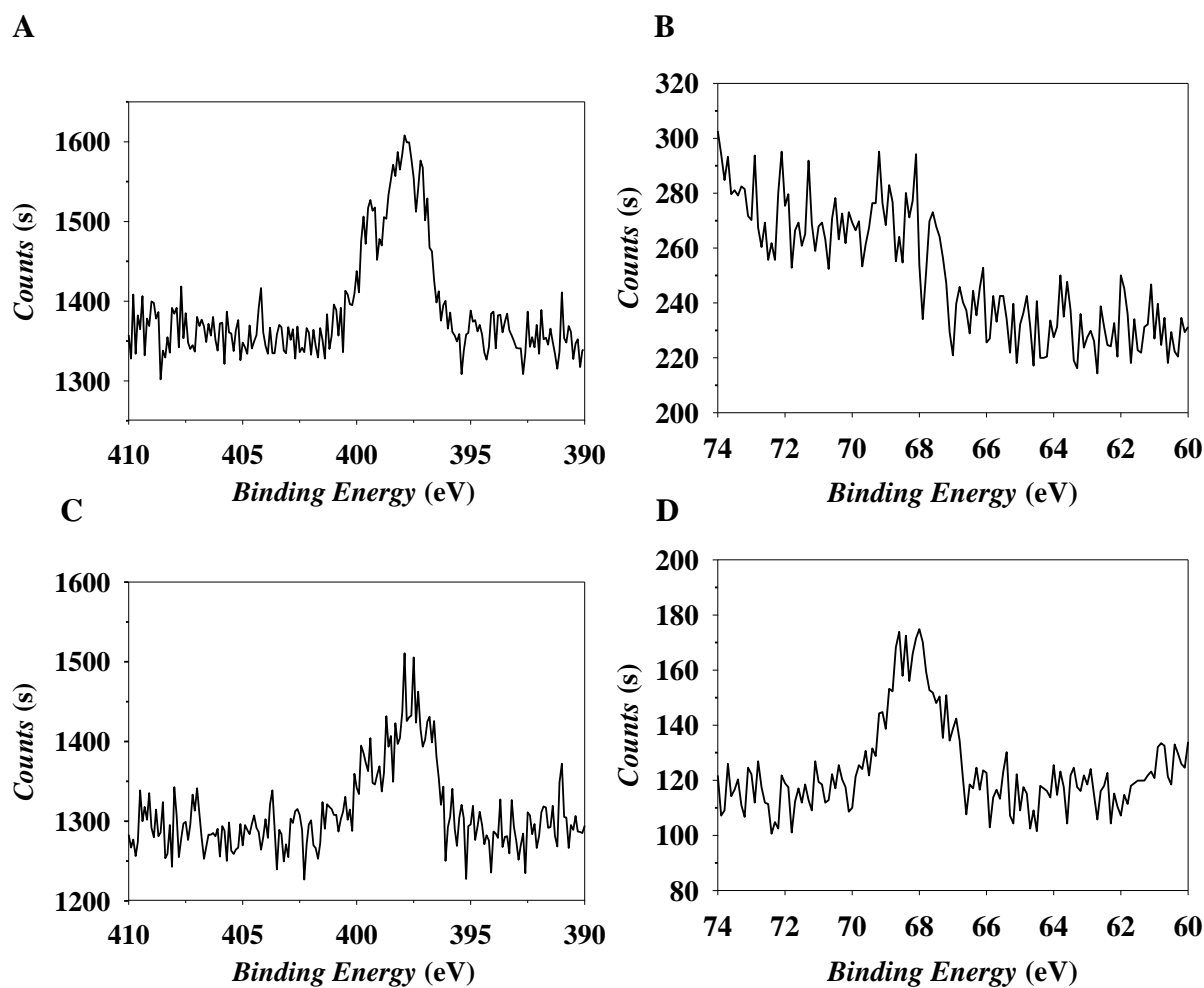 A
B
1600
1500
1400
1300
Counts (s)
410 405 400 395 390
Binding Energy (eV)
320
300
280
260
240
220
200
Counts (s)
74 72 70 68 66 64 62 60
Binding Energy (eV)
C
D
1600
1500
1400
1300
1200
Counts (s)
410 405 400 395 390
Binding Energy (eV)
200
180
160
140
120
100
80
Counts (s)
74 72 70 68 66 64 62 60
Binding Energy (eV)